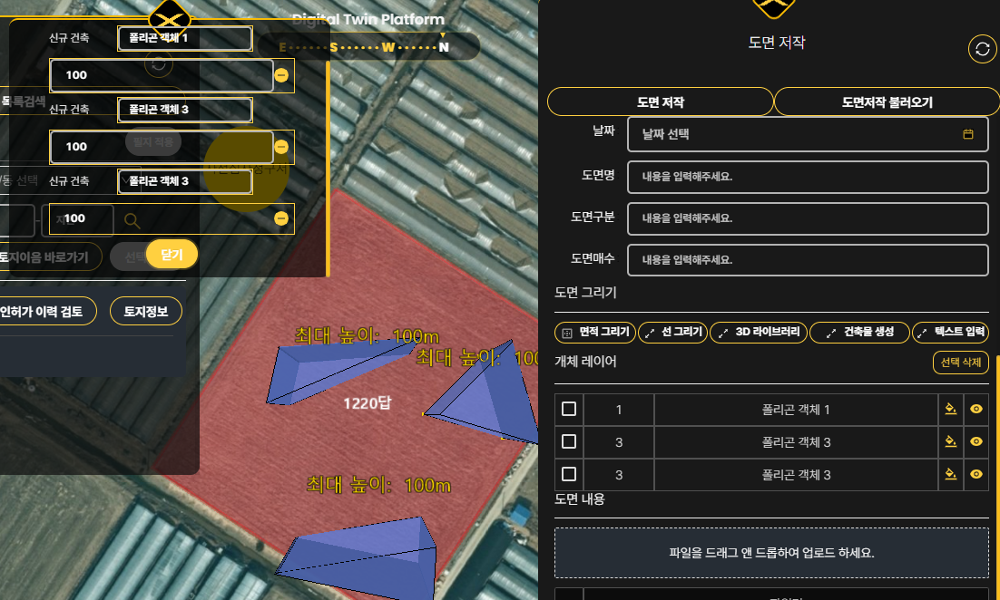 Digital Twin Platform
E S W N
신규 건축 폴리곤 객체 1
100
목록검색
신규 건축 폴리곤 객체 3
100
필지 적용
신규 건축 폴리곤 객체 3
/동 선택
100
닫기
토지이음 바로가기
인허가 이력 검토
토지정보
최대 높이: 100m
최대 높이: 100
1220답
최대 높이: 100m
도면 저작
도면 저작
도면저작 불러오기
날짜 날짜 선택
도면명 내용을 입력해주세요.
도면구분 내용을 입력해주세요.
도면매수 내용을 입력해주세요.
도면 그리기
면적 그리기 선 그리기 3D 라이브러리 건축물 생성 텍스트 입력
개체 레이어 선택 삭제
1 폴리곤 객체 1
3 폴리곤 객체 3
3 폴리곤 객체 3
도면 내용
파일을 드래그 앤 드롭하여 업로드 하세요.